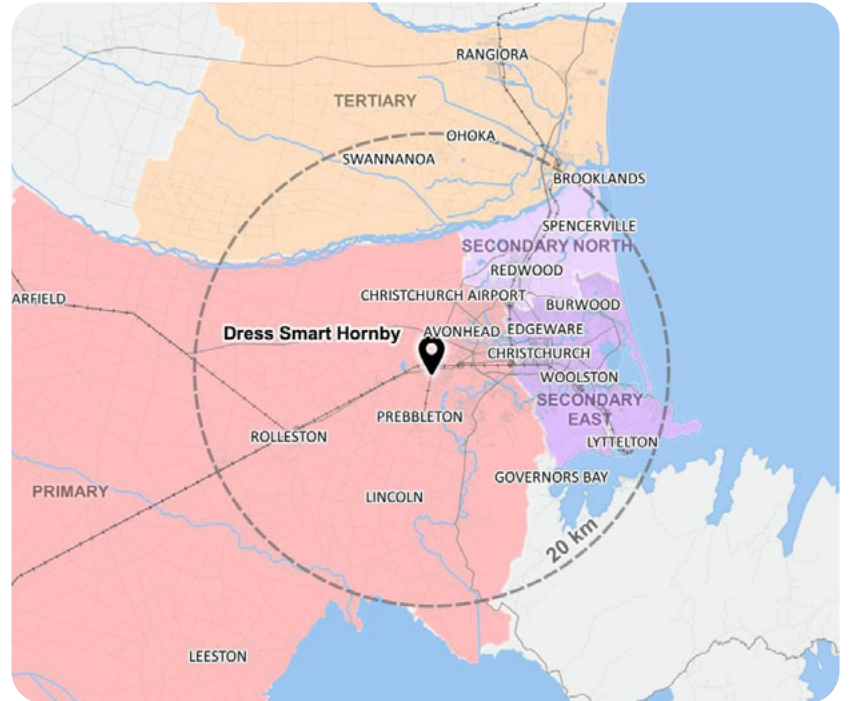 RANGIORA
TERTIARY
OHOKA
SWANNANOA
BROOKLANDS
SPENCERVILLE
SECONDARY NORTH
REDWOOD
CHRISTCHURCH AIRPORT
ARFIELD
BURWOOD
Dress Smart Hornby
AVONHEAD
EDGEWARE
CHRISTCHURCH
WOOLSTON
SECONDARY
EAST
PREBBLETON
ROLLESTON
LYTTELTON
GOVERNORS BAY
PRIMARY
LINCOLN
20 km
LEESTON